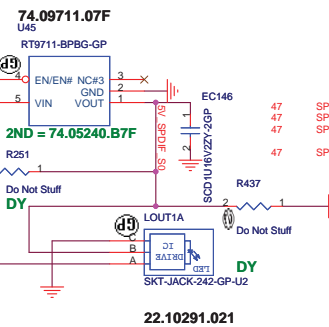 74.09711.07F
U45
RT9711-BPBG-GP
GP
4 EN/EN# NC#3 3
GND 2
5 VIN VOUT 1
2ND = 74.05240.B7F
5V_SPDIF_S0
EC146
SCD1U16V2ZY-2GP
1
2
47 SP
47 SP
47 SP
47 SP
R251
1
Do Not Stuff
DY
R437
2 1
Do Not Stuff
GP
LOUT1A
C
B
A
DRIVE IC
LED
DY
SKT-JACK-242-GP-U2
22.10291.021